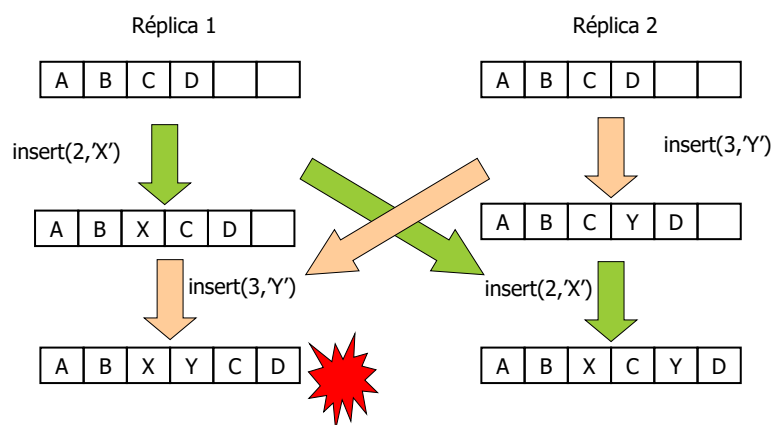 Réplica 1 Réplica 2
A B C D A B C D
insert(2,’X’) insert(3,’Y’)
A B X C D A B C Y D
insert(3,’Y’) insert(2,’X’)
A B X Y C D A B X C Y D